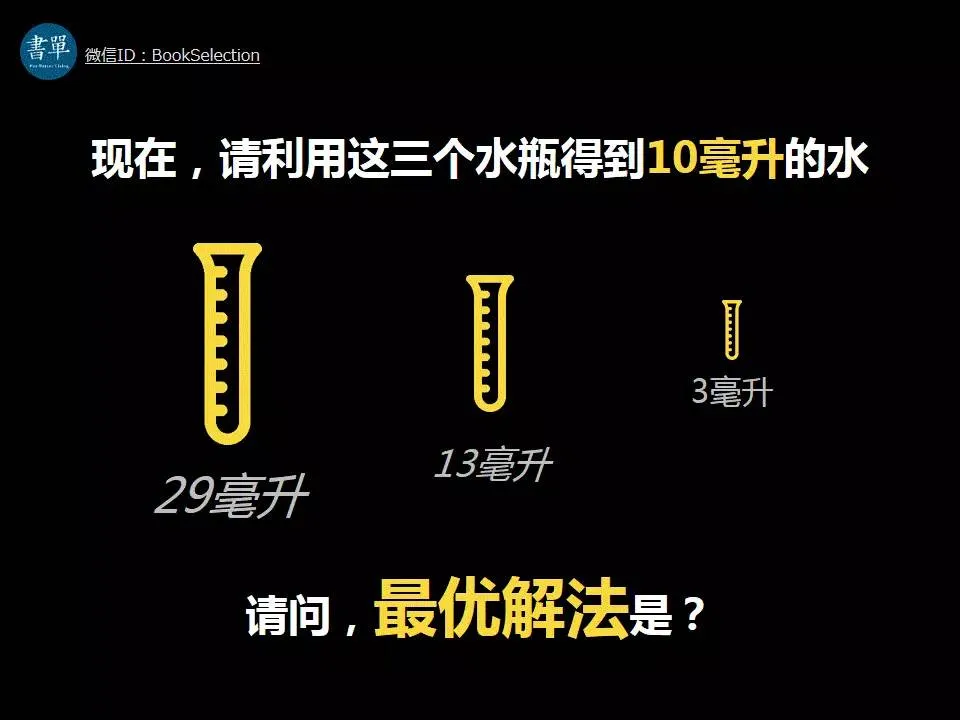 書單
微信ID：BookSelection
现在，请利用这三个水瓶得到10毫升的水
3毫升
13毫升
29毫升
请问，最优解法是？